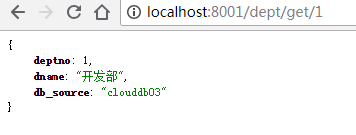 localhost:8001/dept/get/1
{
deptno: 1,
dname: "开发部",
db_source: "clouddb03"
}